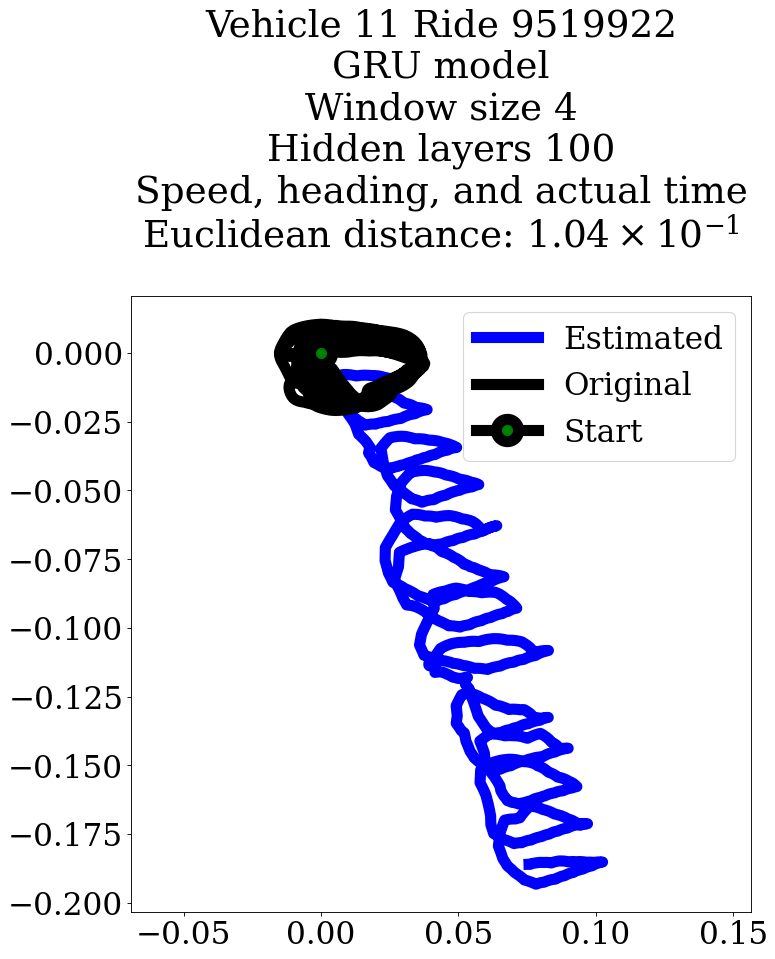 Vehicle 11 Ride 9519922
GRU model
Window size 4
Hidden layers 100
Speed, heading, and actual time
Euclidean distance: 1.04 × 10⁻¹
Estimated
Original
Start
0.000
−0.025
−0.050
−0.075
−0.100
−0.125
−0.150
−0.175
−0.200
−0.05 0.00 0.05 0.10 0.15